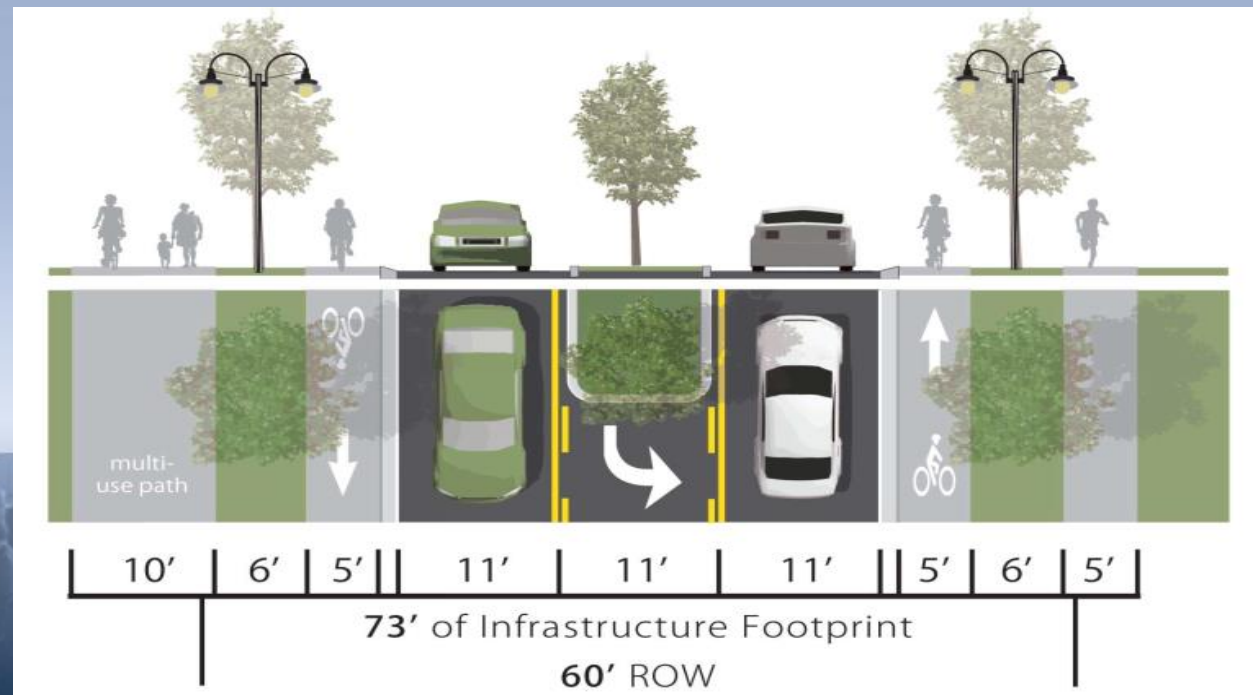 multi-
use path
10’ 6’ 5’ 11’ 11’ 11’ 5’ 6’ 5’
73’ of Infrastructure Footprint
60’ ROW